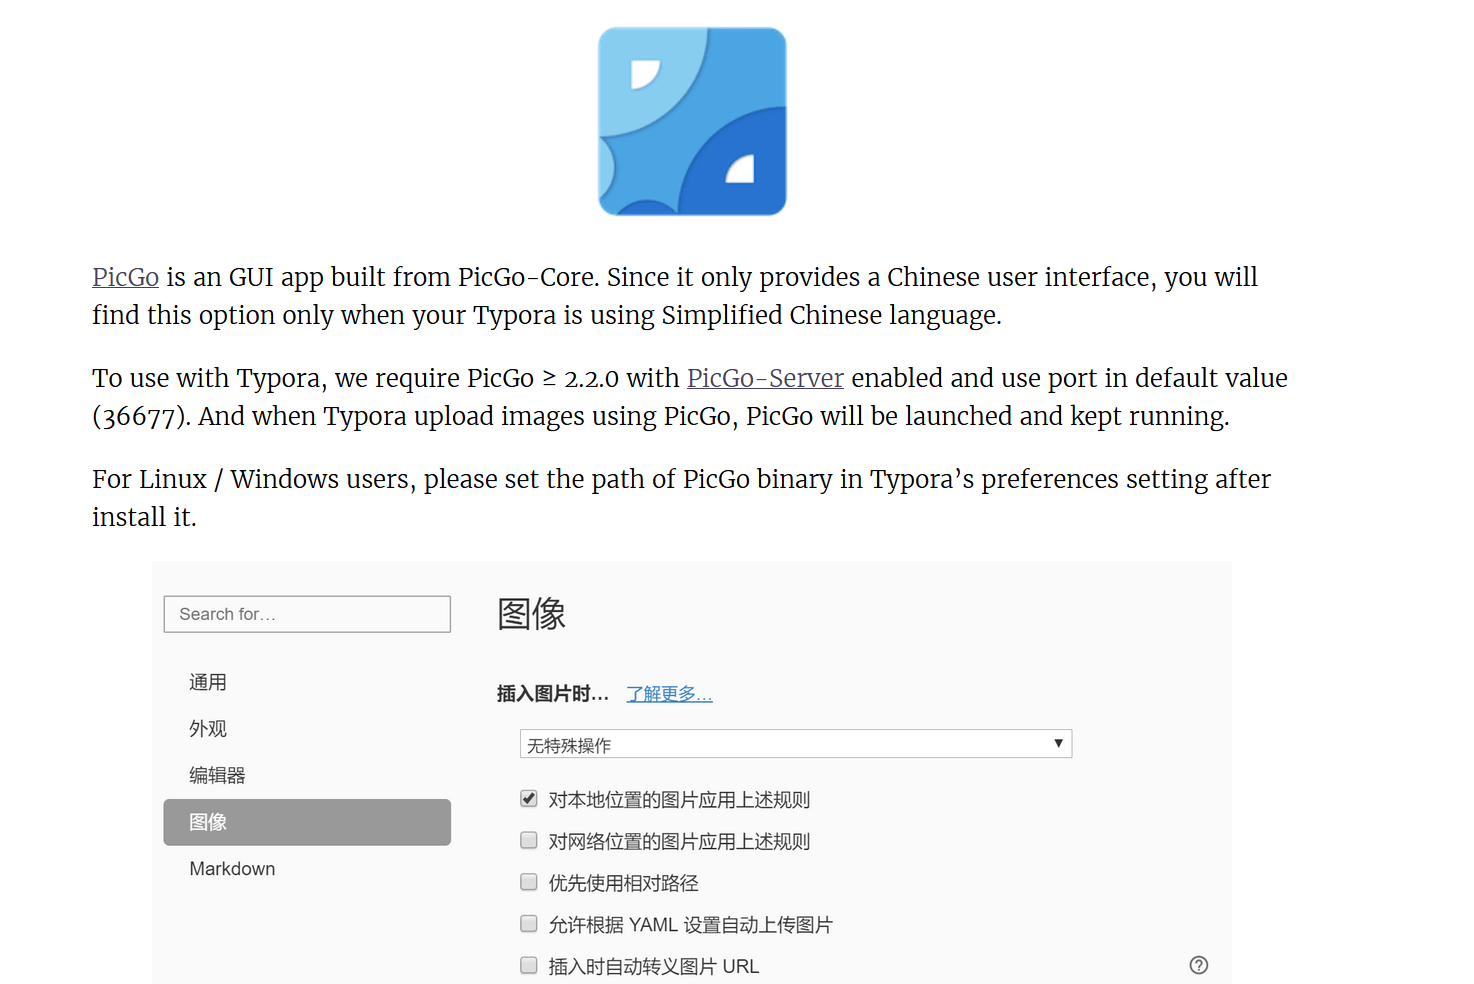 PicGo is an GUI app built from PicGo-Core. Since it only provides a Chinese user interface, you will
find this option only when your Typora is using Simplified Chinese language.
To use with Typora, we require PicGo ≥ 2.2.0 with PicGo-Server enabled and use port in default value
(36677). And when Typora upload images using PicGo, PicGo will be launched and kept running.
For Linux / Windows users, please set the path of PicGo binary in Typora’s preferences setting after
install it.
Search for…
通用
外观
编辑器
图像
Markdown
图像
插入图片时… 了解更多…
无特殊操作
对本地位置的图片应用上述规则
对网络位置的图片应用上述规则
优先使用相对路径
允许根据 YAML 设置自动上传图片
插入时自动转义图片 URL